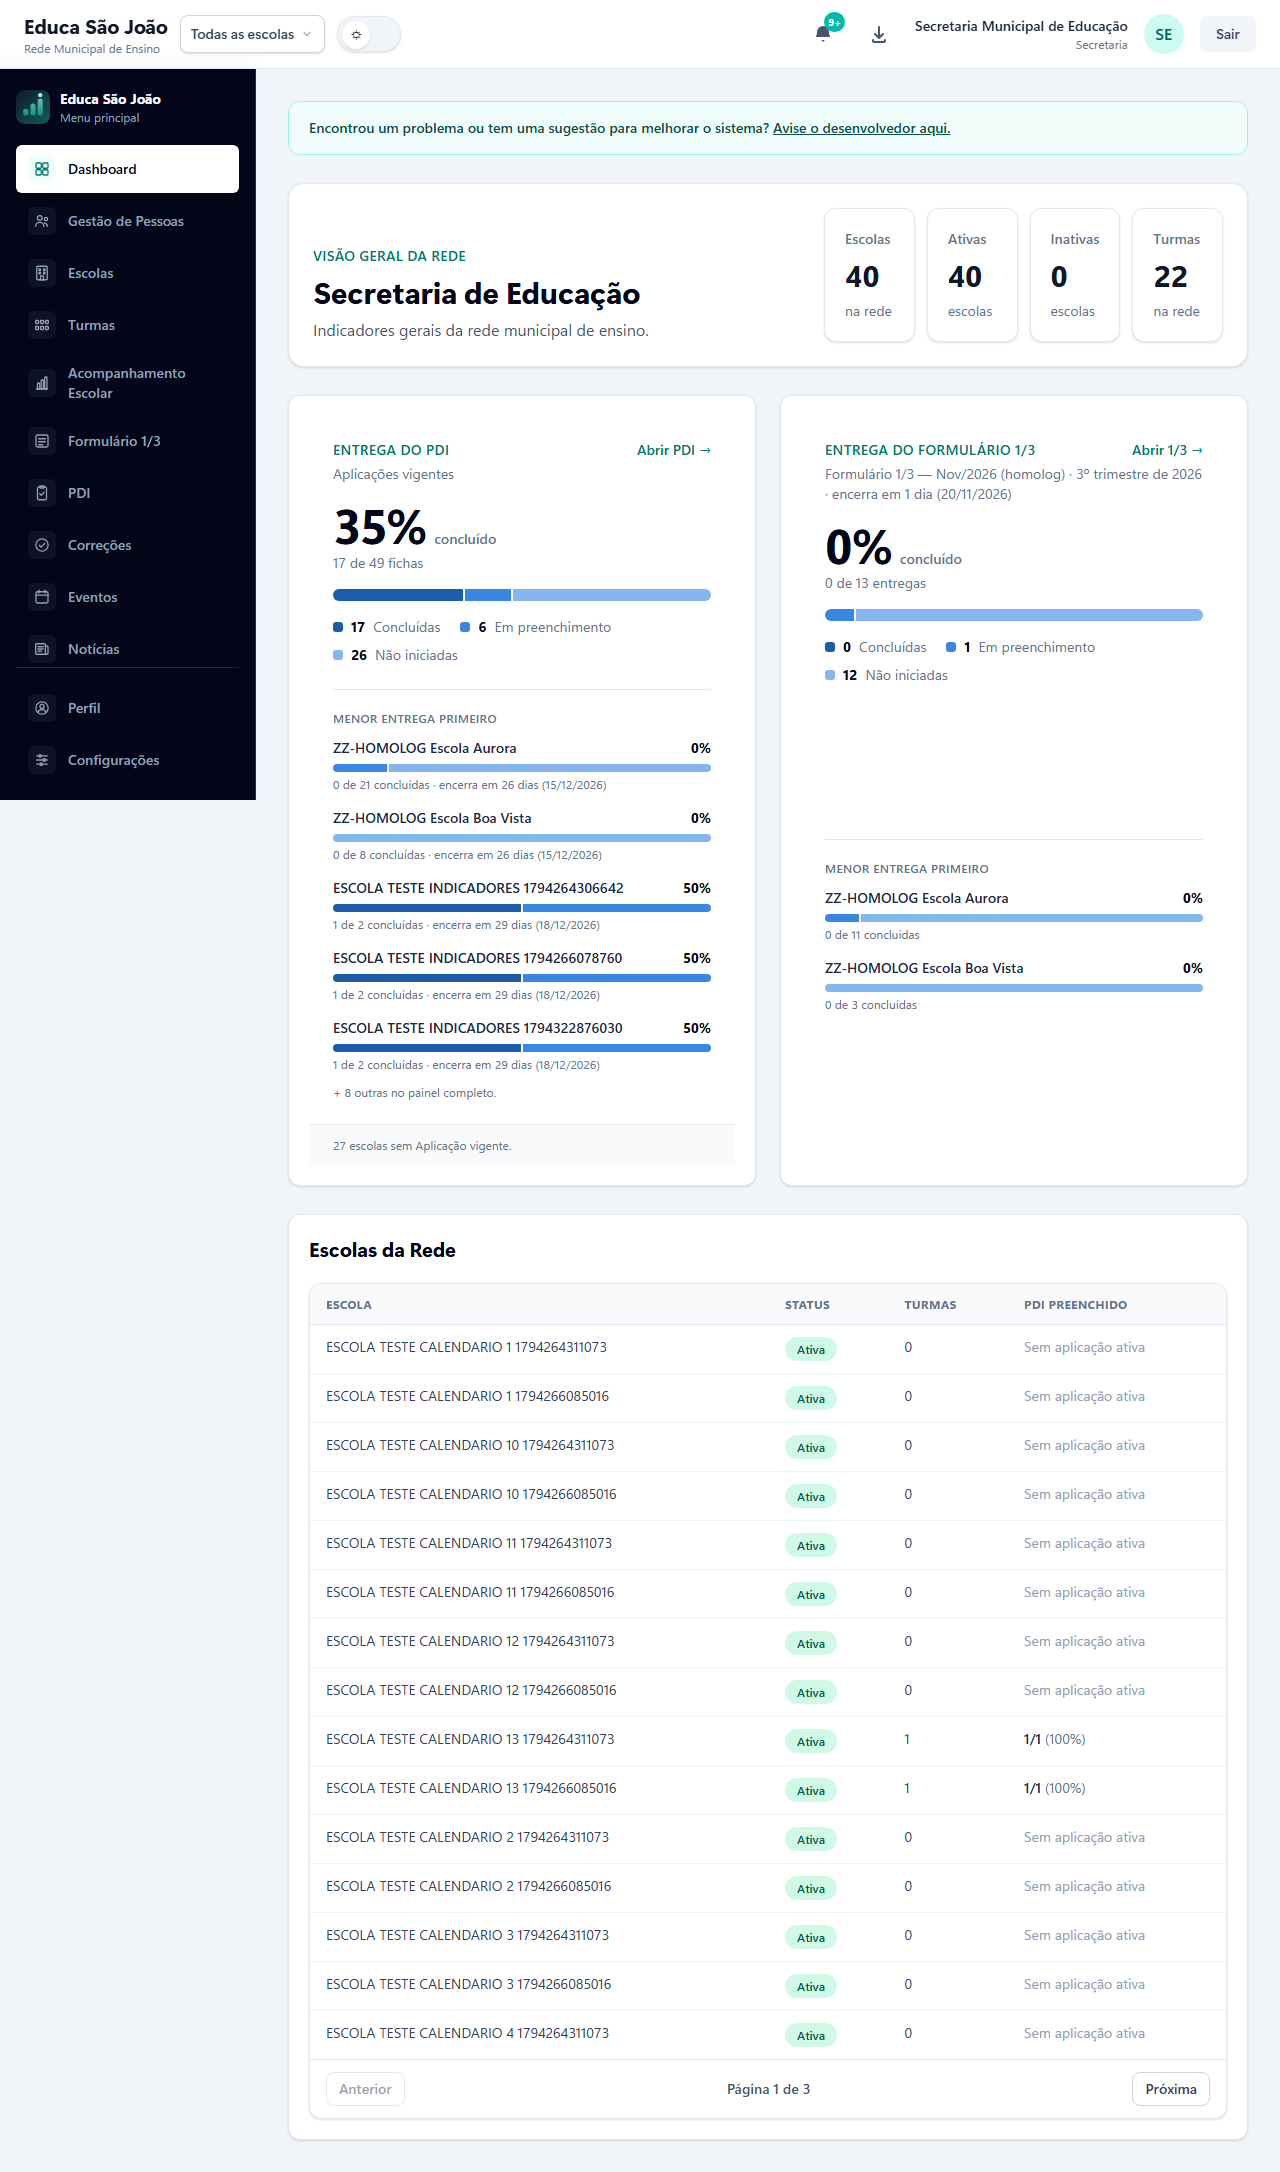 Educa São João
Rede Municipal de Ensino
Todas as escolas
9+
Secretaria Municipal de Educação
Secretaria
SE
Sair
Educa São João
Menu principal
Dashboard
Gestão de Pessoas
Escolas
Turmas
Acompanhamento
Escolar
Formulário 1/3
PDI
Correções
Eventos
Notícias
Perfil
Configurações
Encontrou um problema ou tem uma sugestão para melhorar o sistema? Avise o desenvolvedor aqui.
VISÃO GERAL DA REDE
Secretaria de Educação
Indicadores gerais da rede municipal de ensino.
Escolas
40
na rede
Ativas
40
escolas
Inativas
0
escolas
Turmas
22
na rede
ENTREGA DO PDI
Abrir PDI →
Aplicações vigentes
35% concluído
17 de 49 fichas
17 Concluídas 6 Em preenchimento
26 Não iniciadas
MENOR ENTREGA PRIMEIRO
ZZ-HOMOLOG Escola Aurora 0%
0 de 21 concluídas · encerra em 26 dias (15/12/2026)
ZZ-HOMOLOG Escola Boa Vista 0%
0 de 8 concluídas · encerra em 26 dias (15/12/2026)
ESCOLA TESTE INDICADORES 1794264306642 50%
1 de 2 concluídas · encerra em 29 dias (18/12/2026)
ESCOLA TESTE INDICADORES 1794266078760 50%
1 de 2 concluídas · encerra em 29 dias (18/12/2026)
ESCOLA TESTE INDICADORES 1794322876030 50%
1 de 2 concluídas · encerra em 29 dias (18/12/2026)
+ 8 outras no painel completo.
27 escolas sem Aplicação vigente.
ENTREGA DO FORMULÁRIO 1/3
Abrir 1/3 →
Formulário 1/3 — Nov/2026 (homolog) · 3º trimestre de 2026
· encerra em 1 dia (20/11/2026)
0% concluído
0 de 13 entregas
0 Concluídas 1 Em preenchimento
12 Não iniciadas
MENOR ENTREGA PRIMEIRO
ZZ-HOMOLOG Escola Aurora 0%
0 de 11 concluídas
ZZ-HOMOLOG Escola Boa Vista 0%
0 de 3 concluídas
Escolas da Rede
ESCOLA STATUS TURMAS PDI PREENCHIDO
ESCOLA TESTE CALENDARIO 1 1794264311073 Ativa 0 Sem aplicação ativa
ESCOLA TESTE CALENDARIO 1 1794266085016 Ativa 0 Sem aplicação ativa
ESCOLA TESTE CALENDARIO 10 1794264311073 Ativa 0 Sem aplicação ativa
ESCOLA TESTE CALENDARIO 10 1794266085016 Ativa 0 Sem aplicação ativa
ESCOLA TESTE CALENDARIO 11 1794264311073 Ativa 0 Sem aplicação ativa
ESCOLA TESTE CALENDARIO 11 1794266085016 Ativa 0 Sem aplicação ativa
ESCOLA TESTE CALENDARIO 12 1794264311073 Ativa 0 Sem aplicação ativa
ESCOLA TESTE CALENDARIO 12 1794266085016 Ativa 0 Sem aplicação ativa
ESCOLA TESTE CALENDARIO 13 1794264311073 Ativa 1 1/1 (100%)
ESCOLA TESTE CALENDARIO 13 1794266085016 Ativa 1 1/1 (100%)
ESCOLA TESTE CALENDARIO 2 1794264311073 Ativa 0 Sem aplicação ativa
ESCOLA TESTE CALENDARIO 2 1794266085016 Ativa 0 Sem aplicação ativa
ESCOLA TESTE CALENDARIO 3 1794264311073 Ativa 0 Sem aplicação ativa
ESCOLA TESTE CALENDARIO 3 1794266085016 Ativa 0 Sem aplicação ativa
ESCOLA TESTE CALENDARIO 4 1794264311073 Ativa 0 Sem aplicação ativa
Anterior Página 1 de 3 Próxima